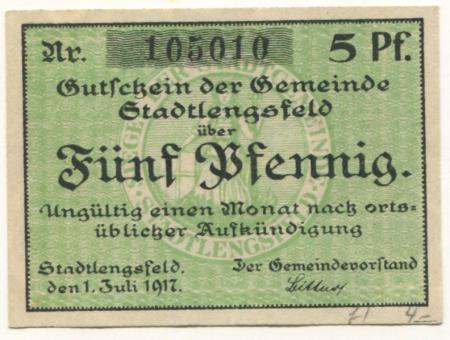 Nr. 105010 5 Pf.
Gutschein der Gemeinde
Stadtlengsfeld
über
Fünf Pfennig.
Ungültig einen Monat nach orts=
üblicher Aufkündigung
Stadtlengsfeld, Der Gemeindevorstand
den 1. Juli 1917.